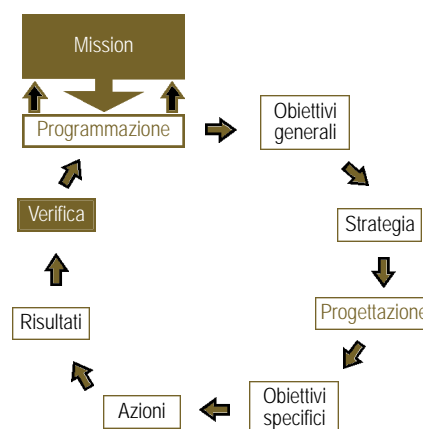 Mission
Programmazione
Obiettivi
generali
Strategia
Progettazione
Obiettivi
specifici
Azioni
Risultati
Verifica